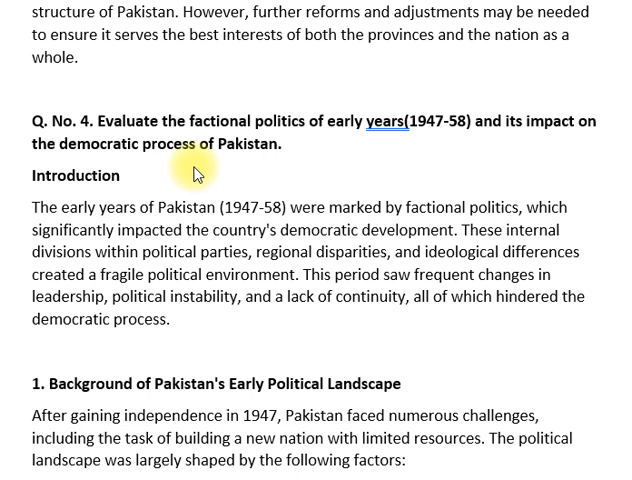 structure of Pakistan. However, further reforms and adjustments may be needed
to ensure it serves the best interests of both the provinces and the nation as a
whole.
Q. No. 4. Evaluate the factional politics of early years(1947-58) and its impact on
the democratic process of Pakistan.
Introduction
The early years of Pakistan (1947-58) were marked by factional politics, which
significantly impacted the country's democratic development. These internal
divisions within political parties, regional disparities, and ideological differences
created a fragile political environment. This period saw frequent changes in
leadership, political instability, and a lack of continuity, all of which hindered the
democratic process.
1. Background of Pakistan's Early Political Landscape
After gaining independence in 1947, Pakistan faced numerous challenges,
including the task of building a new nation with limited resources. The political
landscape was largely shaped by the following factors: